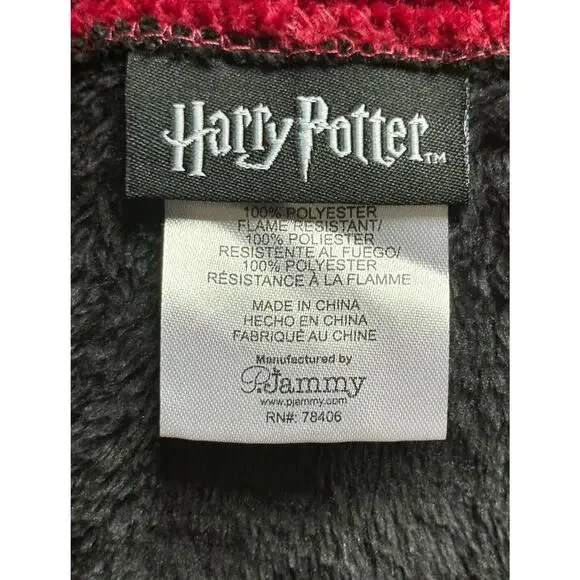 Harry Potter™
100% POLYESTER
FLAME RESISTANT/
100% POLIESTER
RESISTENTE AL FUEGO/
100% POLYESTER
RÉSISTANCE À LA FLAMME
MADE IN CHINA
HECHO EN CHINA
FABRIQUÉ AU CHINE
Manufactured by
P.Jammy
www.pjammy.com
RN#: 78406